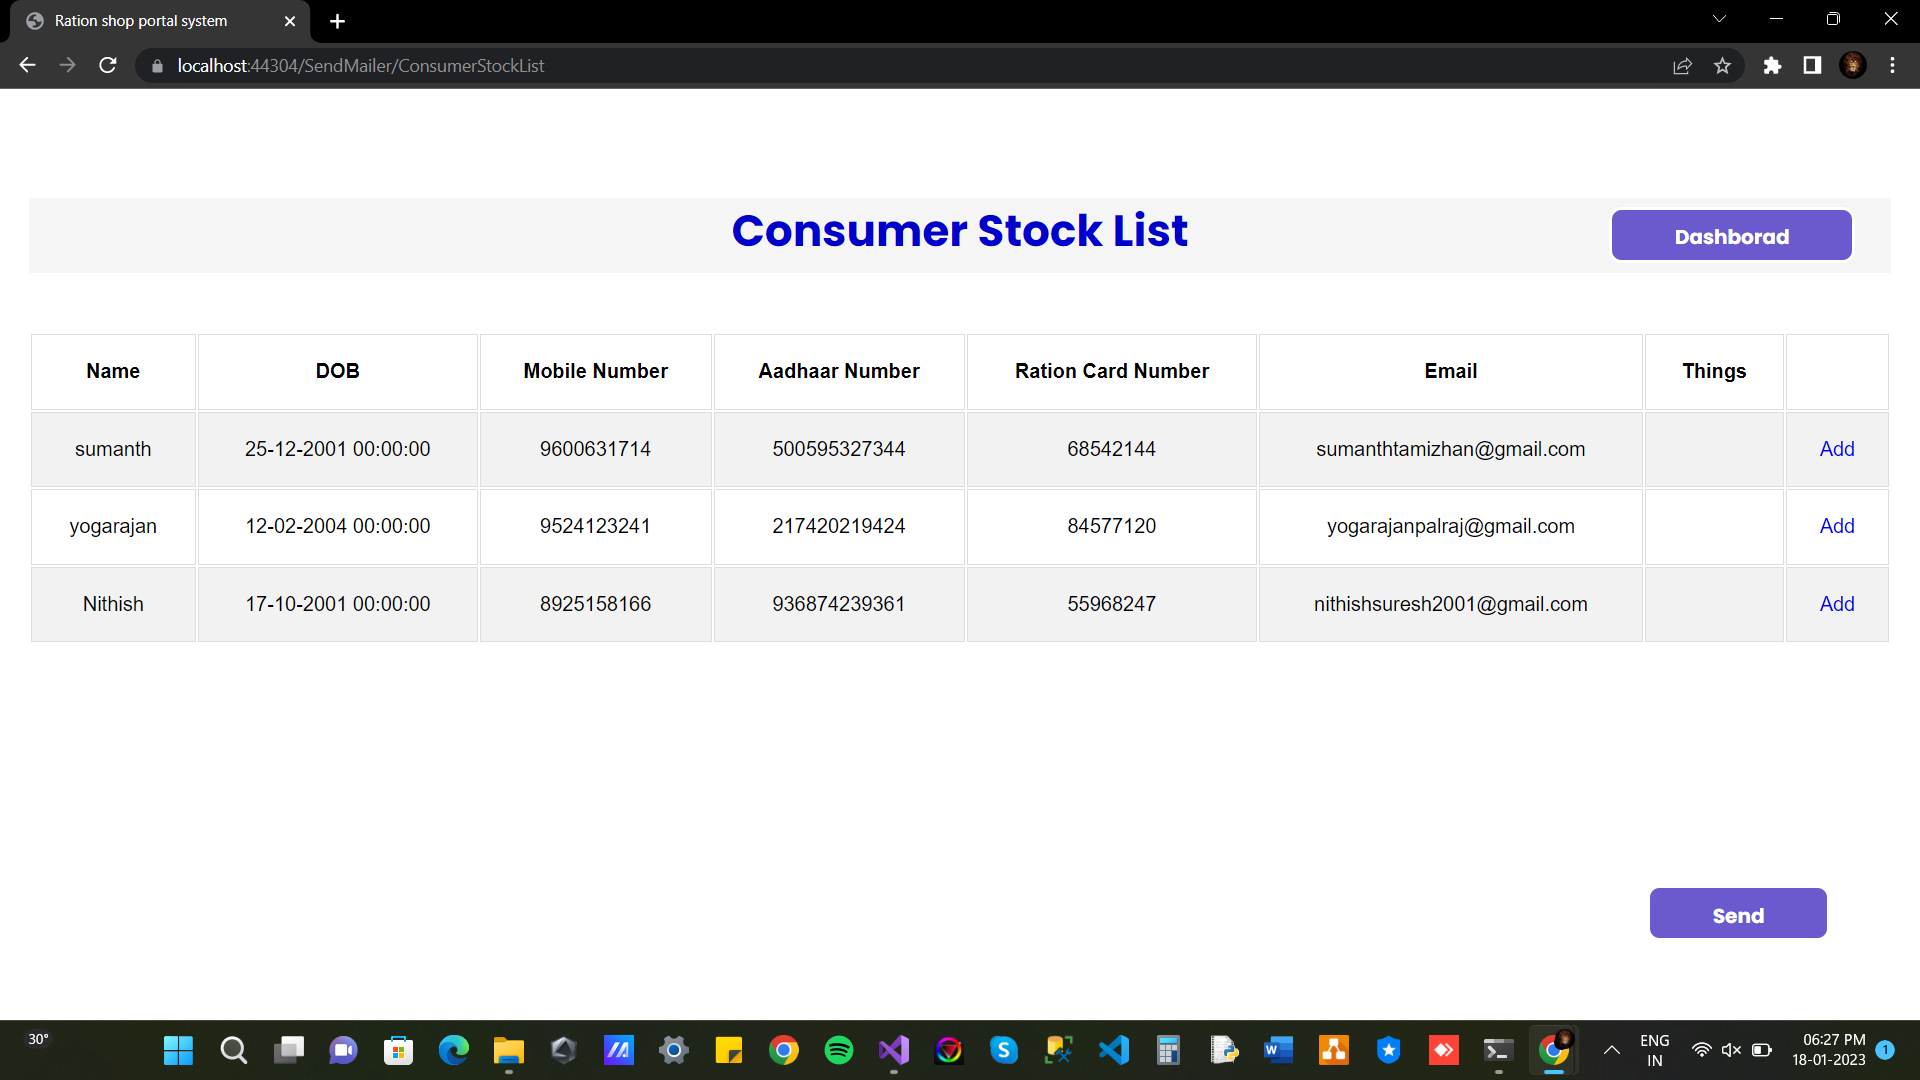 Ration shop portal system
localhost:44304/SendMailer/ConsumerStockList
Consumer Stock List
Dashborad
Name DOB Mobile Number Aadhaar Number Ration Card Number Email Things
sumanth 25-12-2001 00:00:00 9600631714 500595327344 68542144 sumanthtamizhan@gmail.com Add
yogarajan 12-02-2004 00:00:00 9524123241 217420219424 84577120 yogarajanpalraj@gmail.com Add
Nithish 17-10-2001 00:00:00 8925158166 936874239361 55968247 nithishsuresh2001@gmail.com Add
Send
30°
ENG
IN
06:27 PM
18-01-2023
1